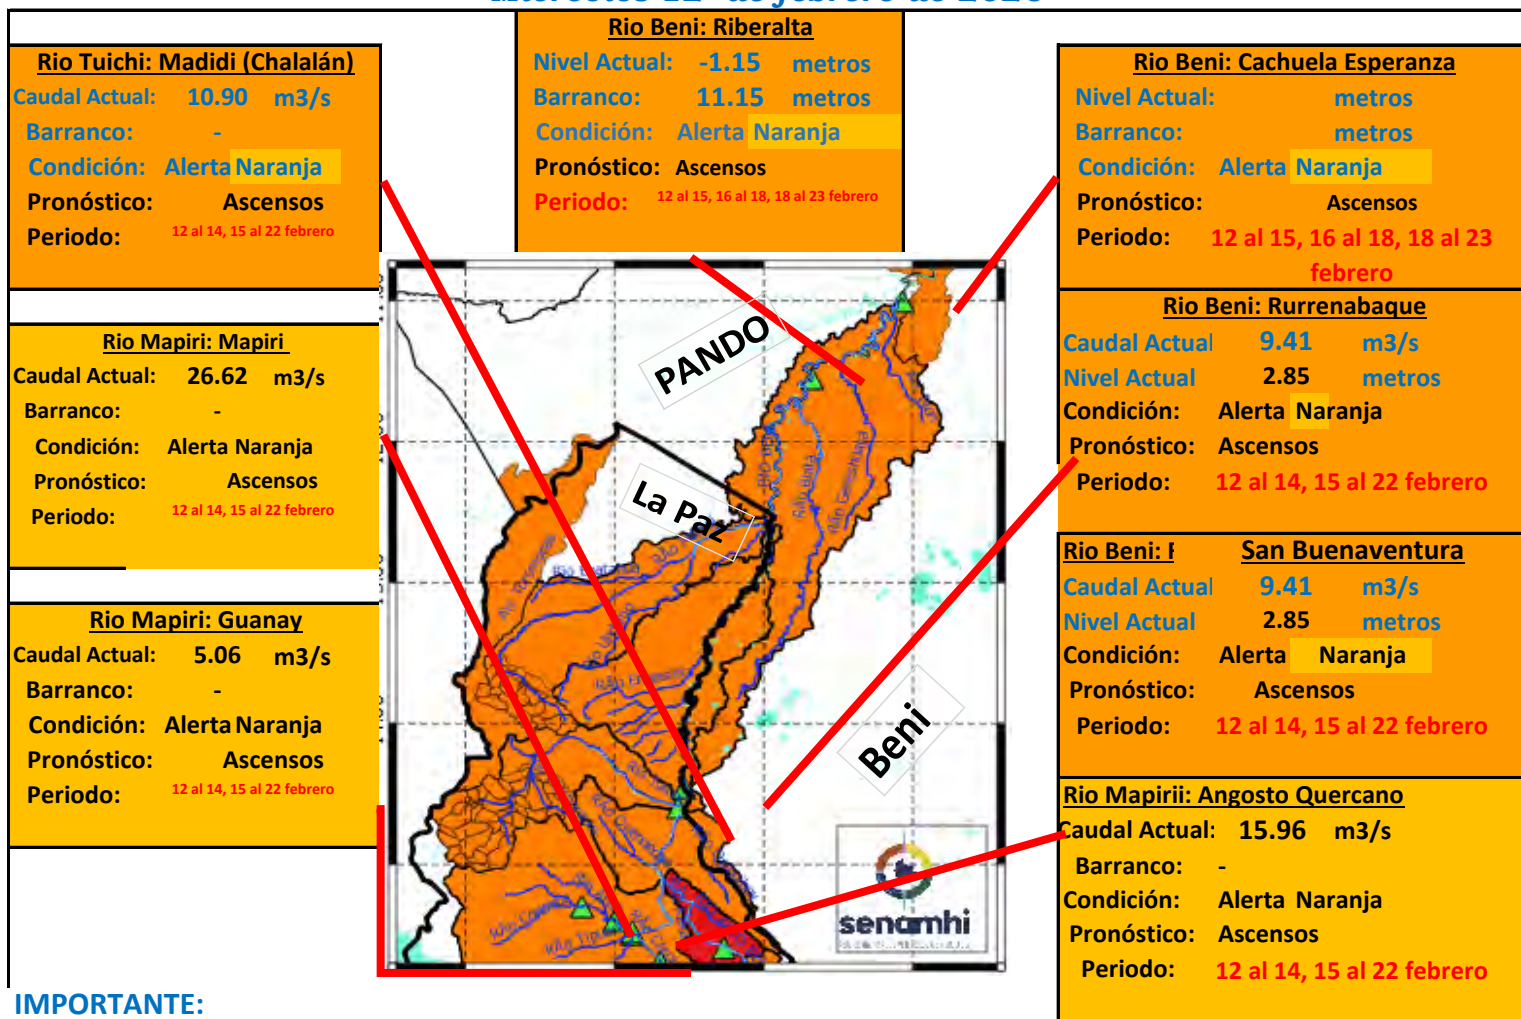 Rio Tuichi: Madidi (Chalalán)
Caudal Actual: 10.90 m3/s
Barranco: -
Condición: Alerta Naranja
Pronóstico: Ascensos
Periodo: 12 al 14, 15 al 22 febrero
Rio Mapiri: Mapiri
Caudal Actual: 26.62 m3/s
Barranco: -
Condición: Alerta Naranja
Pronóstico: Ascensos
Periodo: 12 al 14, 15 al 22 febrero
Rio Mapiri: Guanay
Caudal Actual: 5.06 m3/s
Barranco: -
Condición: Alerta Naranja
Pronóstico: Ascensos
Periodo: 12 al 14, 15 al 22 febrero
Rio Beni: Riberalta
Nivel Actual: -1.15 metros
Barranco: 11.15 metros
Condición: Alerta Naranja
Pronóstico: Ascensos
Periodo: 12 al 15, 16 al 18, 18 al 23 febrero
PANDO
La Paz
Beni
senamhi
Rio Beni: Cachuela Esperanza
Nivel Actual: metros
Barranco: metros
Condición: Alerta Naranja
Pronóstico: Ascensos
Periodo: 12 al 15, 16 al 18, 18 al 23
febrero
Rio Beni: Rurrenabaque
Caudal Actual 9.41 m3/s
Nivel Actual 2.85 metros
Condición: Alerta Naranja
Pronóstico: Ascensos
Periodo: 12 al 14, 15 al 22 febrero
Rio Beni: San Buenaventura
Caudal Actual 9.41 m3/s
Nivel Actual 2.85 metros
Condición: Alerta Naranja
Pronóstico: Ascensos
Periodo: 12 al 14, 15 al 22 febrero
Rio Mapirii: Angosto Quercano
Caudal Actual: 15.96 m3/s
Barranco: -
Condición: Alerta Naranja
Pronóstico: Ascensos
Periodo: 12 al 14, 15 al 22 febrero
IMPORTANTE: